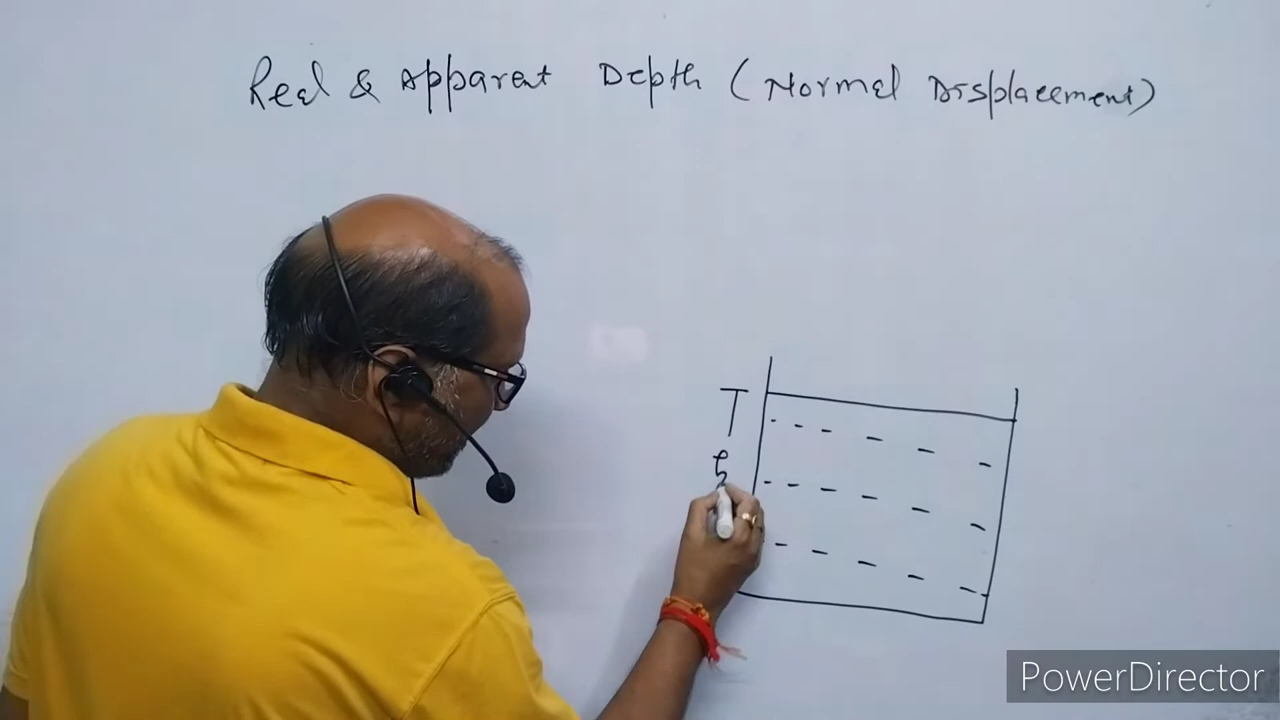 Real & Apparent Depth (Normal Displacement)
PowerDirector